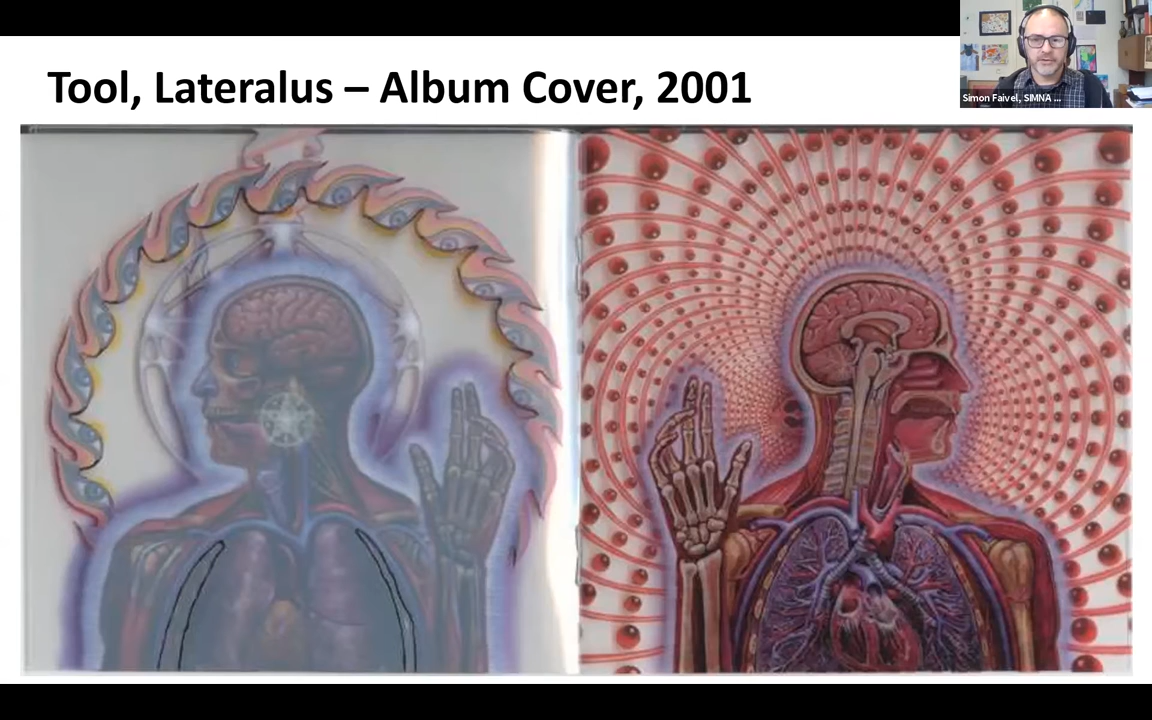 Tool, Lateralus – Album Cover, 2001
Simon Faivel, SIMNA ...